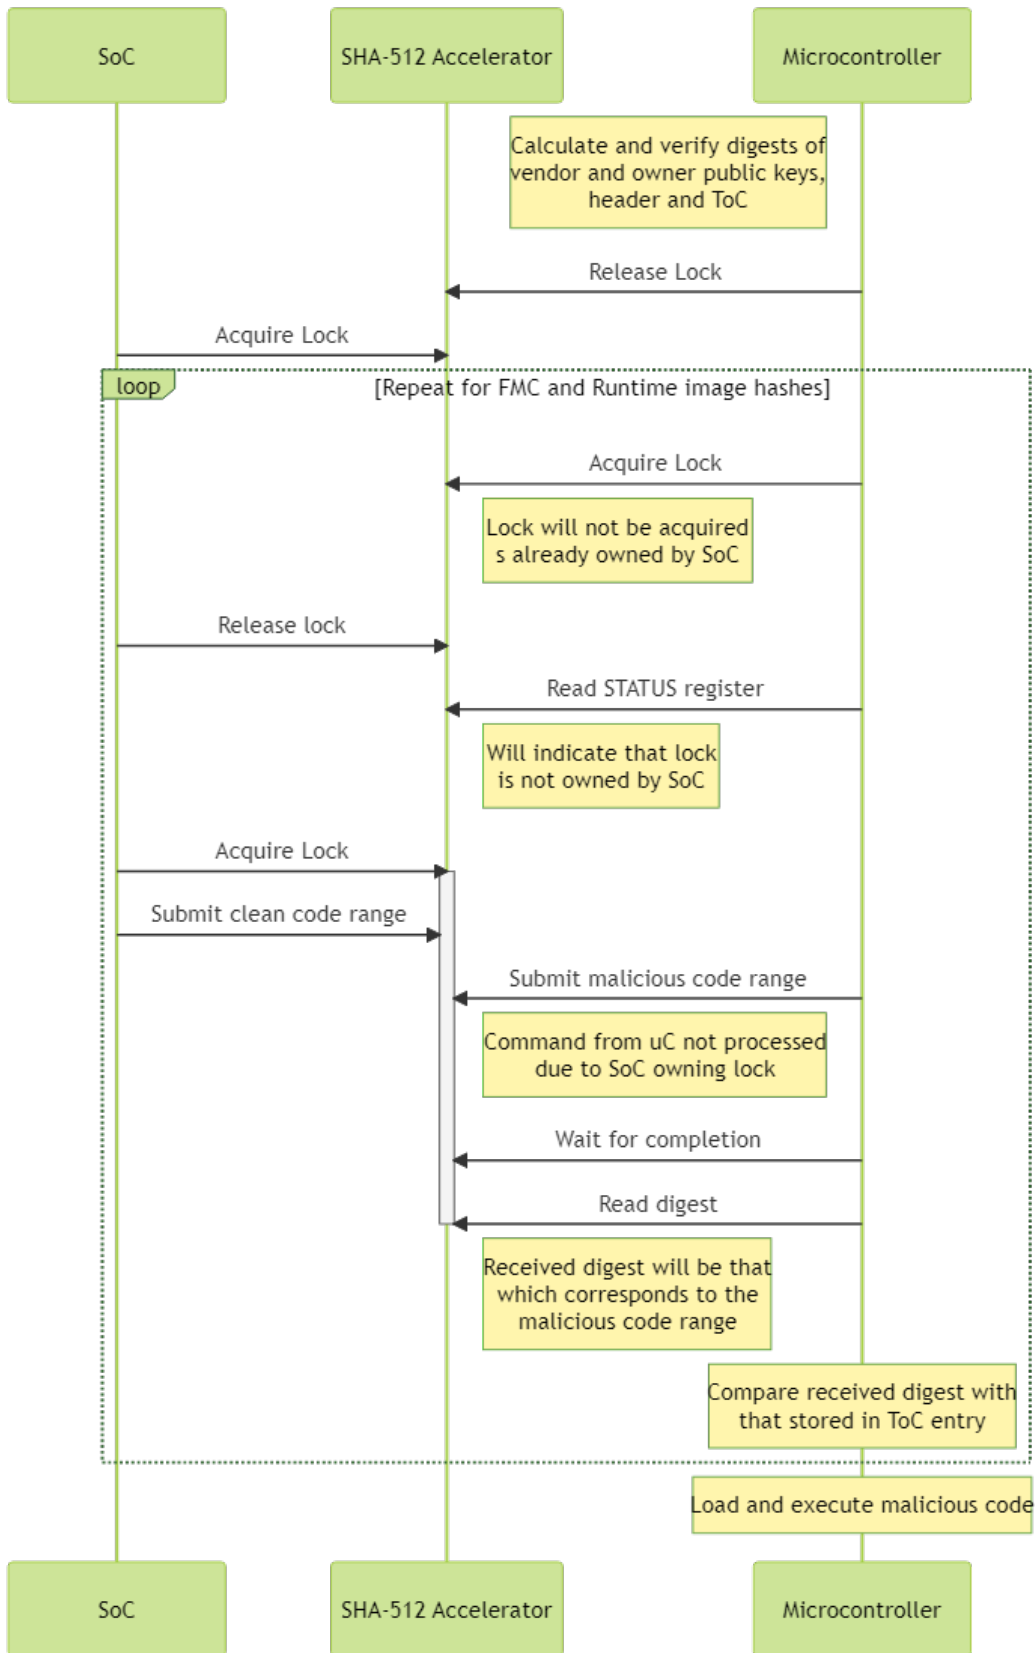 SoC
SHA-512 Accelerator
Microcontroller
Calculate and verify digests of
vendor and owner public keys,
header and ToC
Release Lock
Acquire Lock
loop
[Repeat for FMC and Runtime image hashes]
Acquire Lock
Lock will not be acquired
s already owned by SoC
Release lock
Read STATUS register
Will indicate that lock
is not owned by SoC
Acquire Lock
Submit clean code range
Submit malicious code range
Command from uC not processed
due to SoC owning lock
Wait for completion
Read digest
Received digest will be that
which corresponds to the
malicious code range
Compare received digest with
that stored in ToC entry
Load and execute malicious code
SoC
SHA-512 Accelerator
Microcontroller